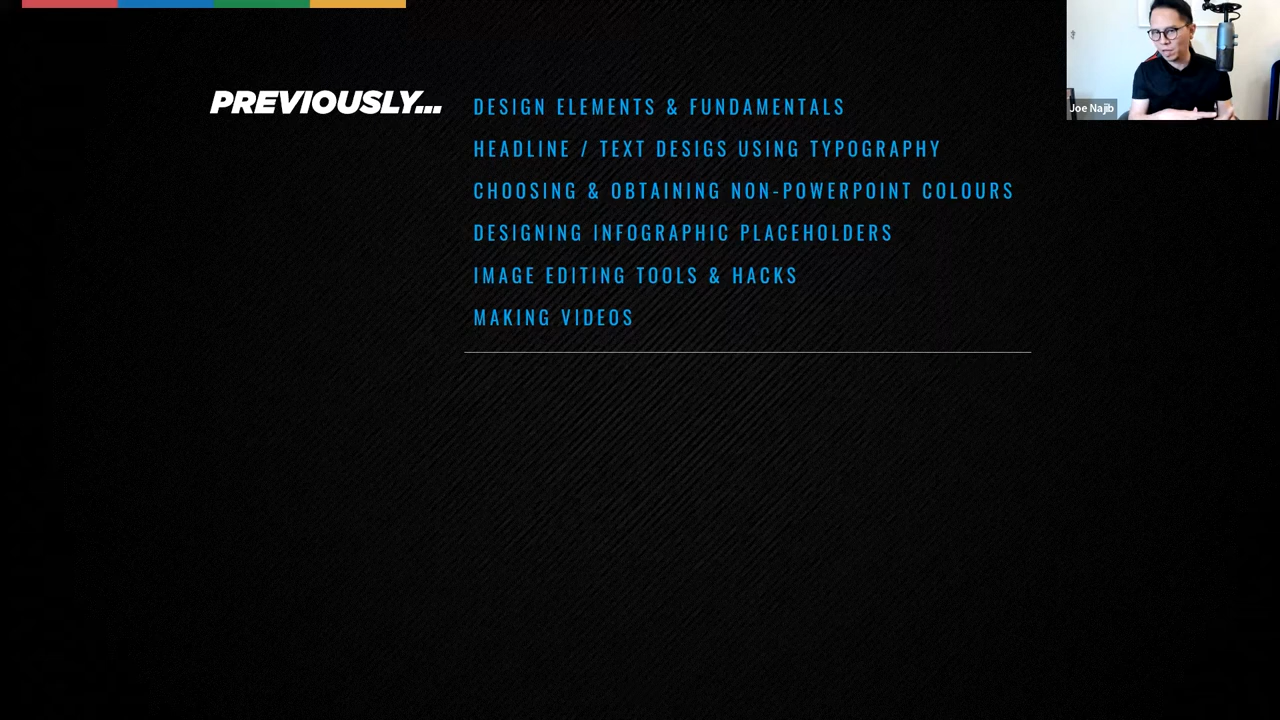 PREVIOUSLY...
DESIGN ELEMENTS & FUNDAMENTALS
HEADLINE / TEXT DESIGS USING TYPOGRAPHY
CHOOSING & OBTAINING NON-POWERPOINT COLOURS
DESIGNING INFOGRAPHIC PLACEHOLDERS
IMAGE EDITING TOOLS & HACKS
MAKING VIDEOS
Joe Najib